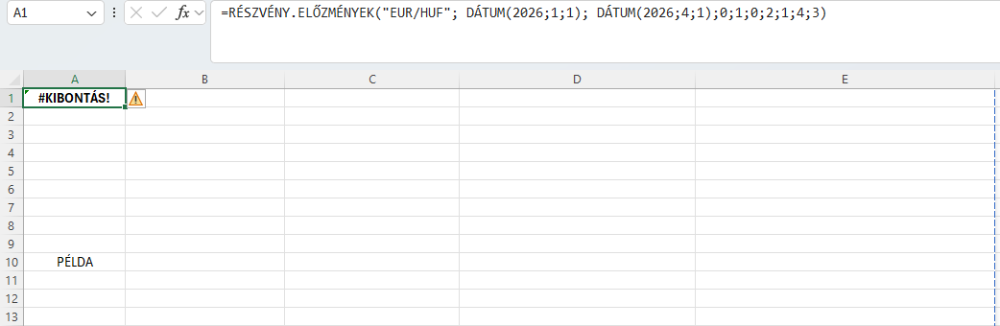 A1
fx
=RÉSZVÉNY.ELŐZMÉNYEK("EUR/HUF"; DÁTUM(2026;1;1); DÁTUM(2026;4;1);0;1;0;2;1;4;3)
A B C D E
1 #KIBONTÁS!
2
3
4
5
6
7
8
9
10 PÉLDA
11
12
13